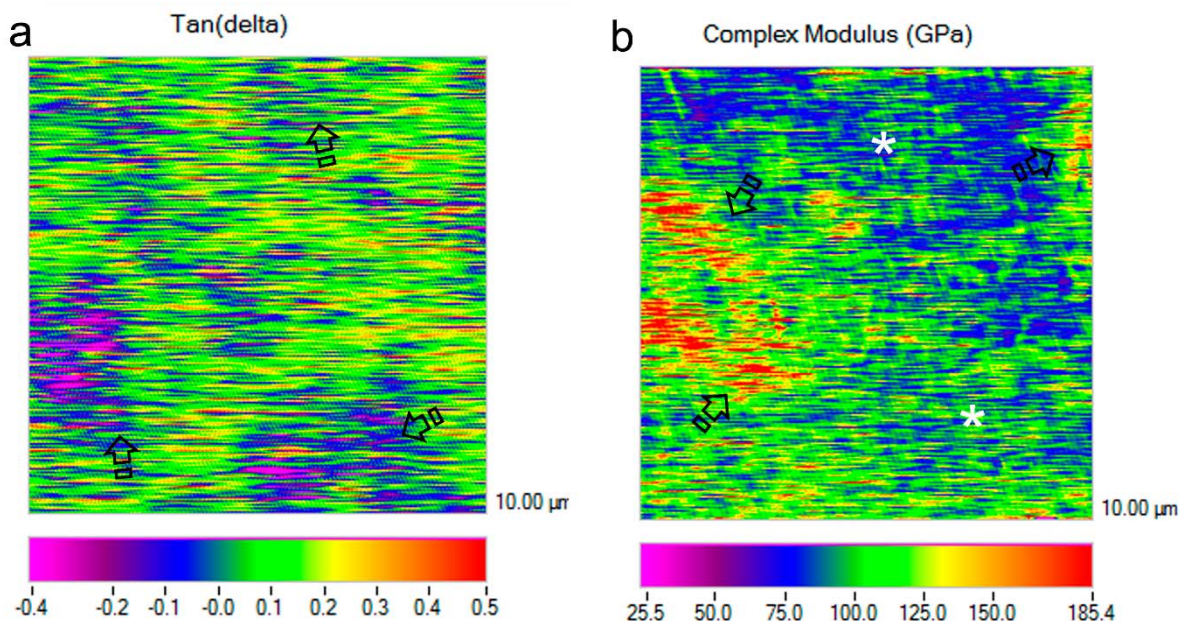 a
Tan(delta)
10.00 µm
-0.4 -0.2 -0.1 -0.0 0.1 0.2 0.3 0.4 0.5
b
Complex Modulus (GPa)
*
*
10.00 µm
25.5 50.0 75.0 100.0 125.0 150.0 185.4